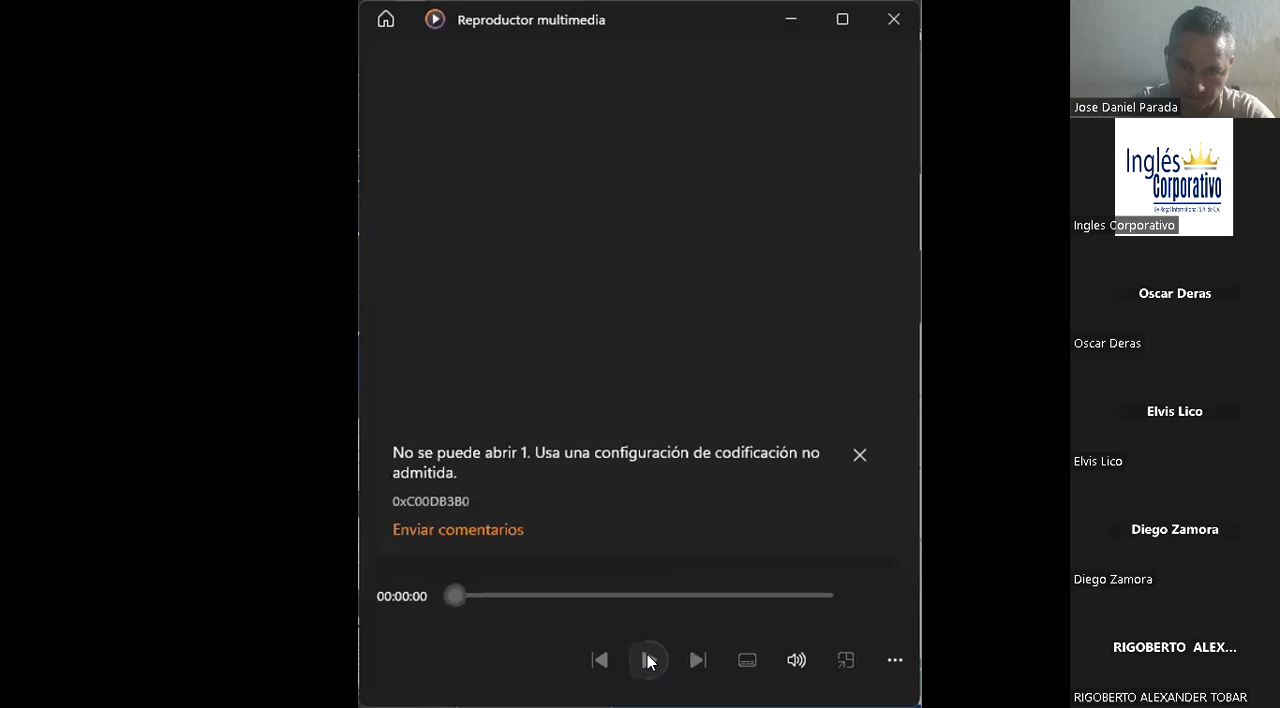 Reproductor multimedia
No se puede abrir 1. Usa una configuración de codificación no
admitida.
0xC00DB3B0
Enviar comentarios
00:00:00
Jose Daniel Parada
Inglés
Corporativo
Ingles Corporativo
Oscar Deras
Oscar Deras
Elvis Lico
Elvis Lico
Diego Zamora
Diego Zamora
RIGOBERTO ALEX...
RIGOBERTO ALEXANDER TOBAR